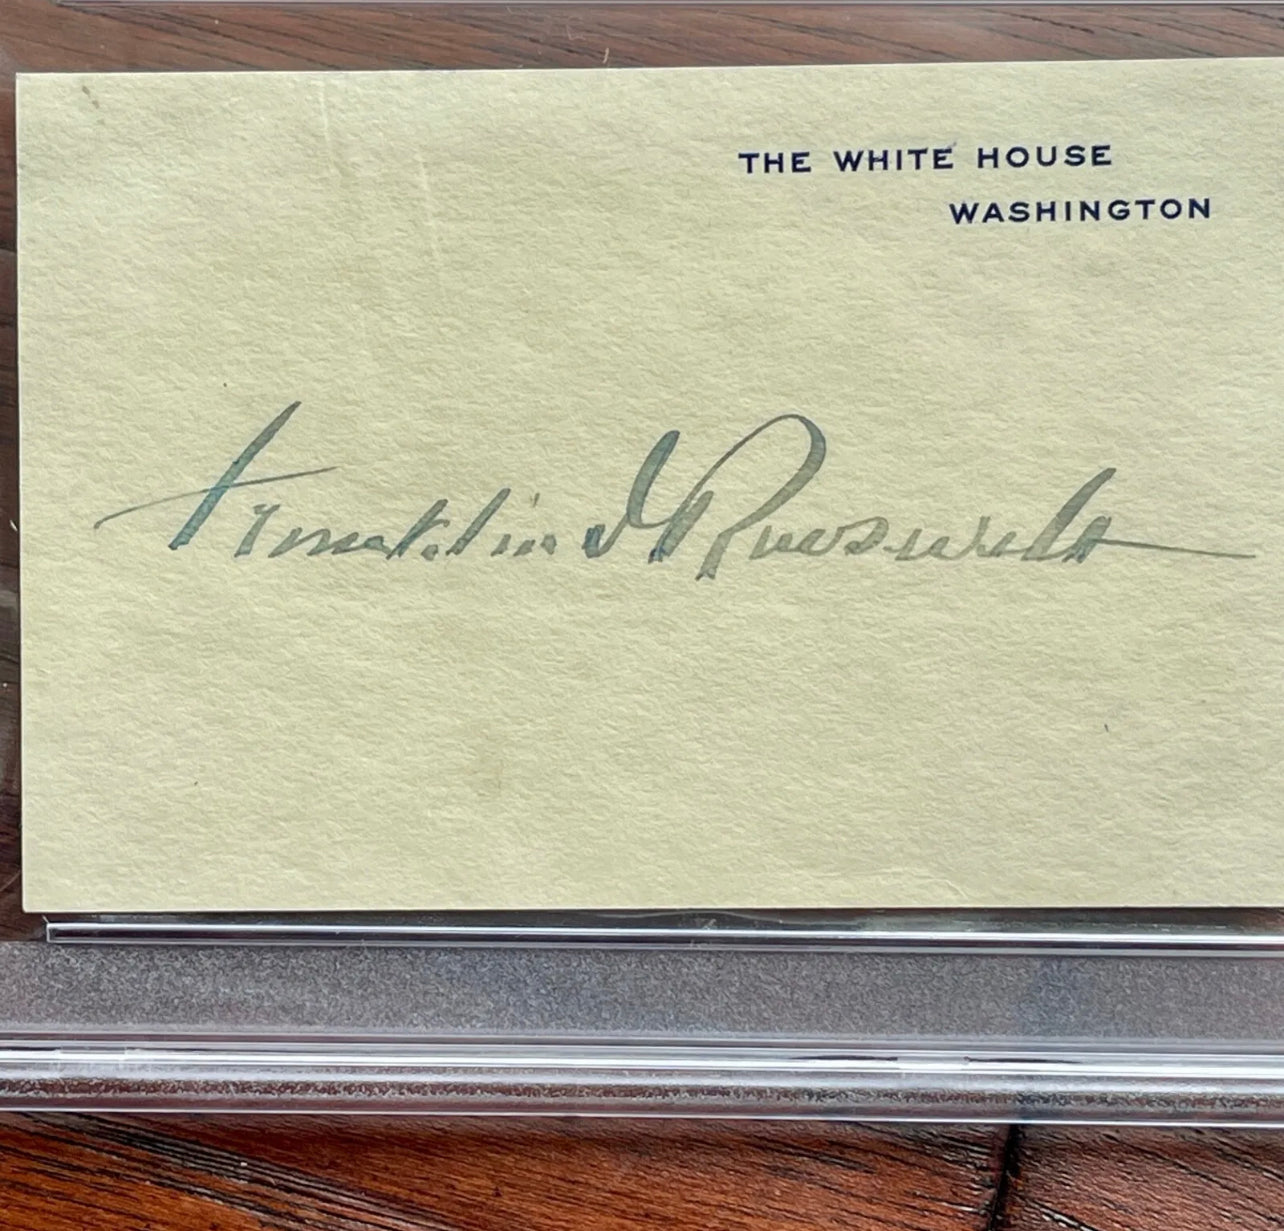 THE WHITE HOUSE
WASHINGTON
Franklin D Roosevelt